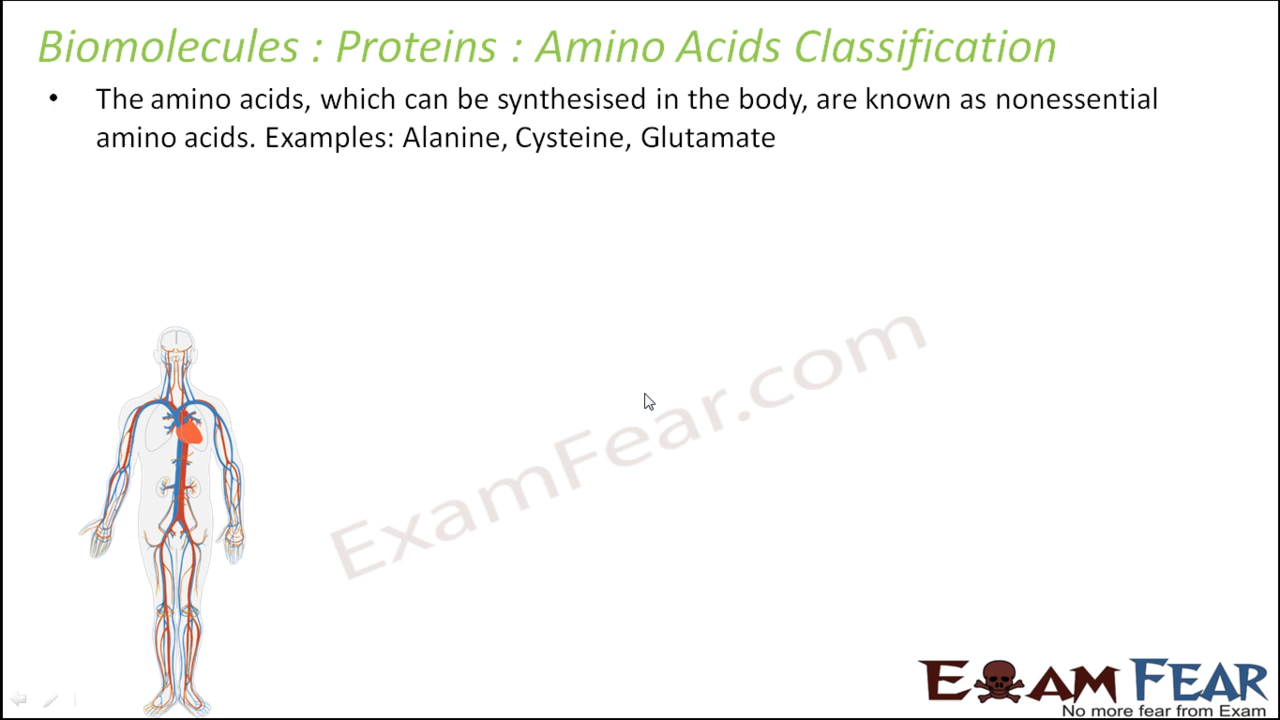 Biomolecules : Proteins : Amino Acids Classification
• The amino acids, which can be synthesised in the body, are known as nonessential
amino acids. Examples: Alanine, Cysteine, Glutamate
ExamFear.com
EXAM FEAR
No more fear from Exam